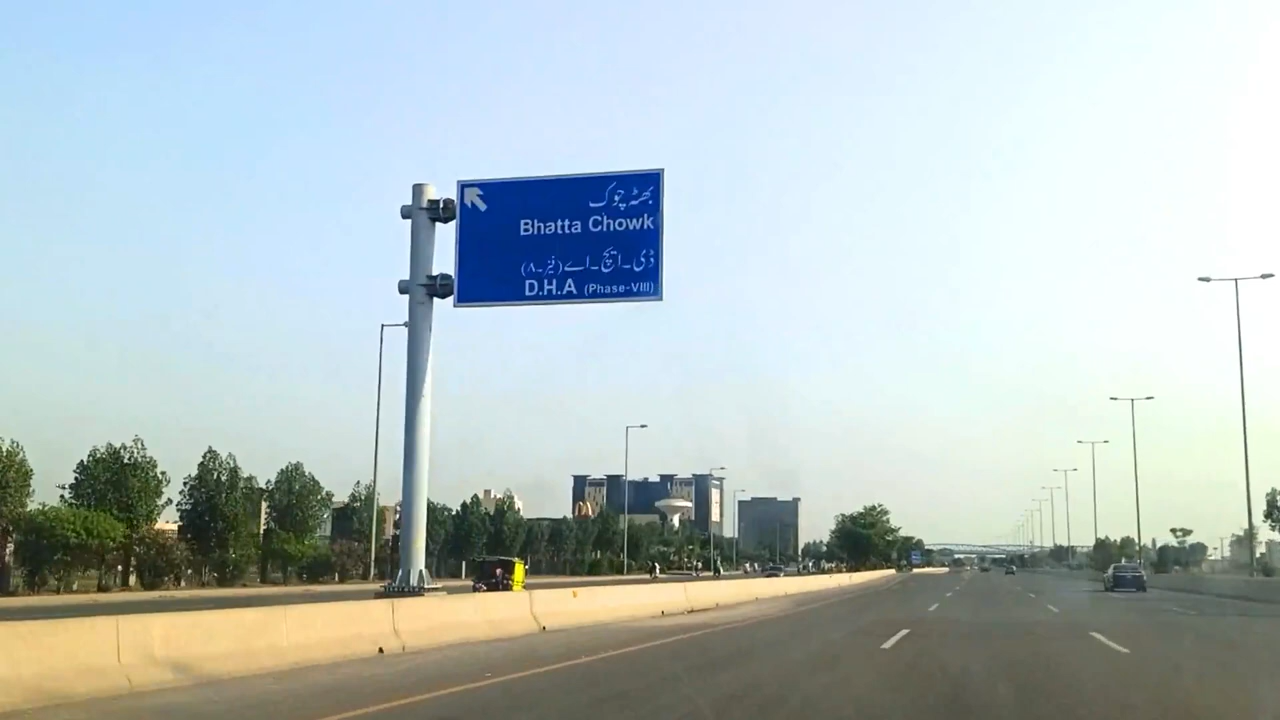 بھٹہ چوک
Bhatta Chowk
ڈی-ایچ-اے (فیز-۸)
D.H.A (Phase-VIII)